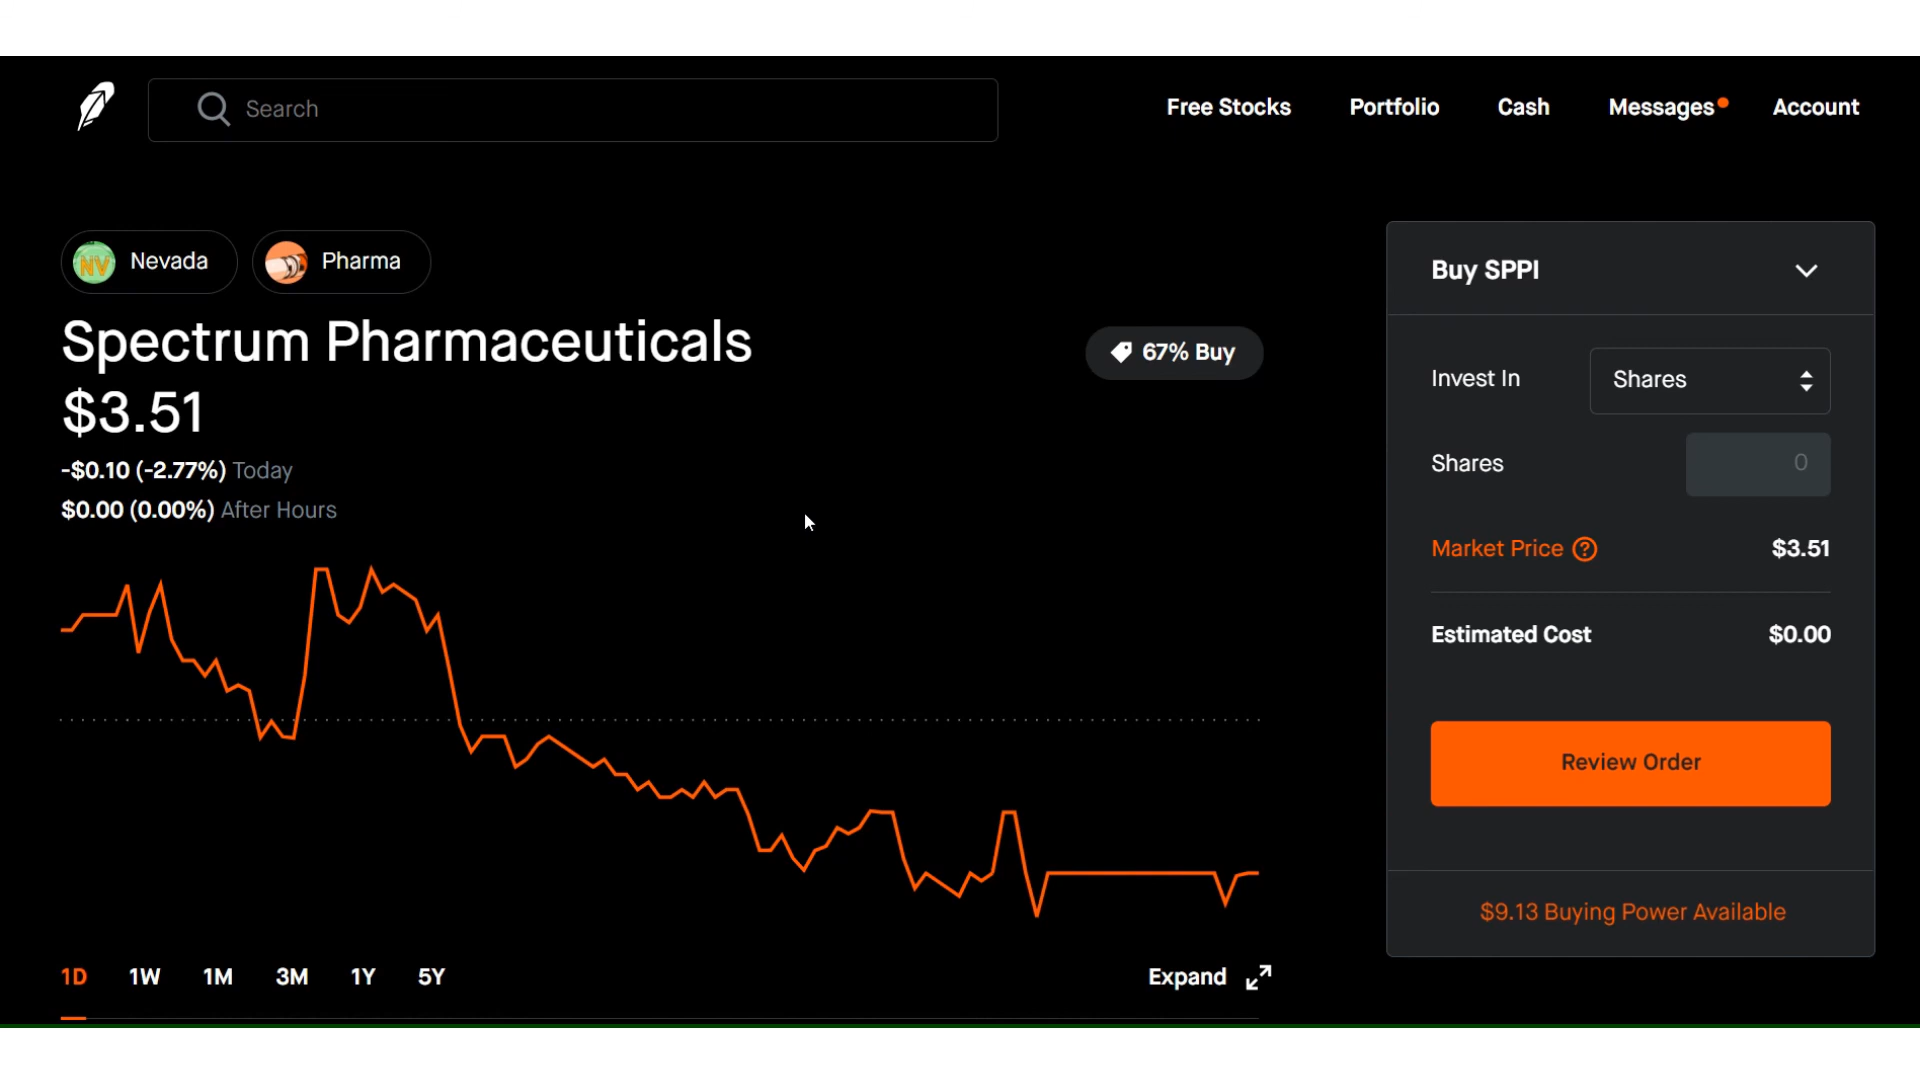 Search
Free Stocks
Portfolio
Cash
Messages
Account
NV Nevada
Pharma
Spectrum Pharmaceuticals
67% Buy
$3.51
-$0.10 (-2.77%) Today
$0.00 (0.00%) After Hours
1D
1W
1M
3M
1Y
5Y
Expand
Buy SPPI
Invest In
Shares
Shares
0
Market Price ?
$3.51
Estimated Cost
$0.00
Review Order
$9.13 Buying Power Available